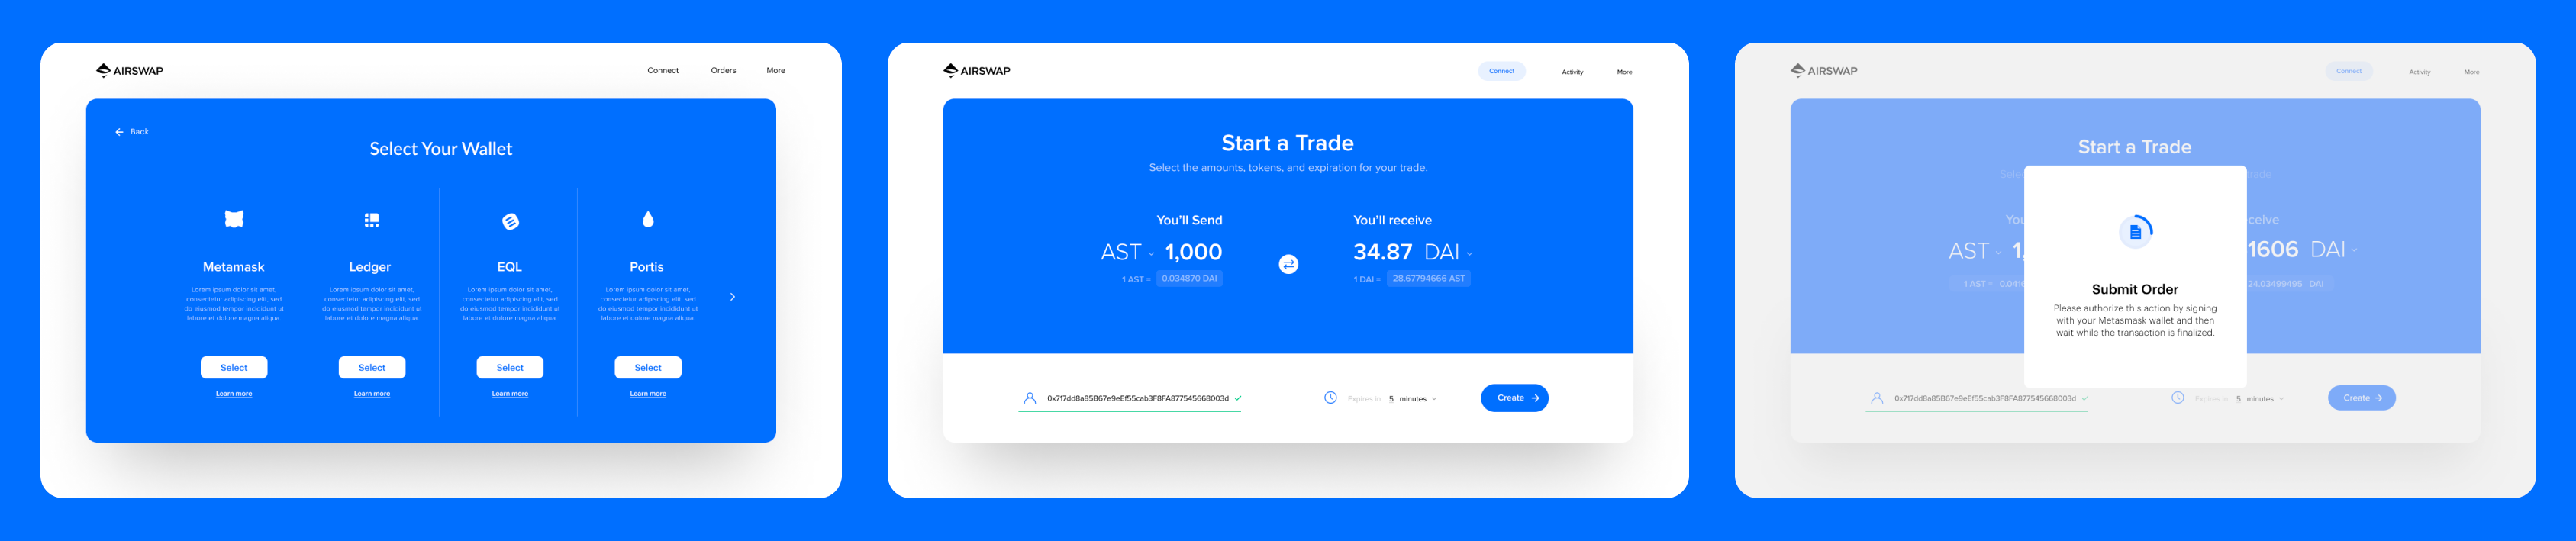 AIRSWAP
Connect Orders More
Back
Select Your Wallet
Metamask
Lorem ipsum dolor sit amet,
consectetur adipiscing elit, sed
do eiusmod tempor incididunt ut
labore et dolore magna aliqua.
Select
Learn more
Ledger
Lorem ipsum dolor sit amet,
consectetur adipiscing elit, sed
do eiusmod tempor incididunt ut
labore et dolore magna aliqua.
Select
Learn more
EQL
Lorem ipsum dolor sit amet,
consectetur adipiscing elit, sed
do eiusmod tempor incididunt ut
labore et dolore magna aliqua.
Select
Learn more
Portis
Lorem ipsum dolor sit amet,
consectetur adipiscing elit, sed
do eiusmod tempor incididunt ut
labore et dolore magna aliqua.
Select
Learn more
AIRSWAP
Connect Activity More
Start a Trade
Select the amounts, tokens, and expiration for your trade.
You'll Send
AST 1,000
1 AST = 0.034870 DAI
You'll receive
34.87 DAI
1 DAI = 28.67794666 AST
0x717dd8a85B67e9eEf55cab3F8FA877545668003d
Expires in 5 minutes
Create
AIRSWAP
Connect Activity More
Start a Trade
AST 1,
1 AST = 0.041
1606 DAI
24.03499495 DAI
Submit Order
Please authorize this action by signing
with your Metasmask wallet and then
wait while the transaction is finalized.
0x717dd8a85B67e9eEf55cab3F8FA877545668003d
Expires in 5 minutes
Create